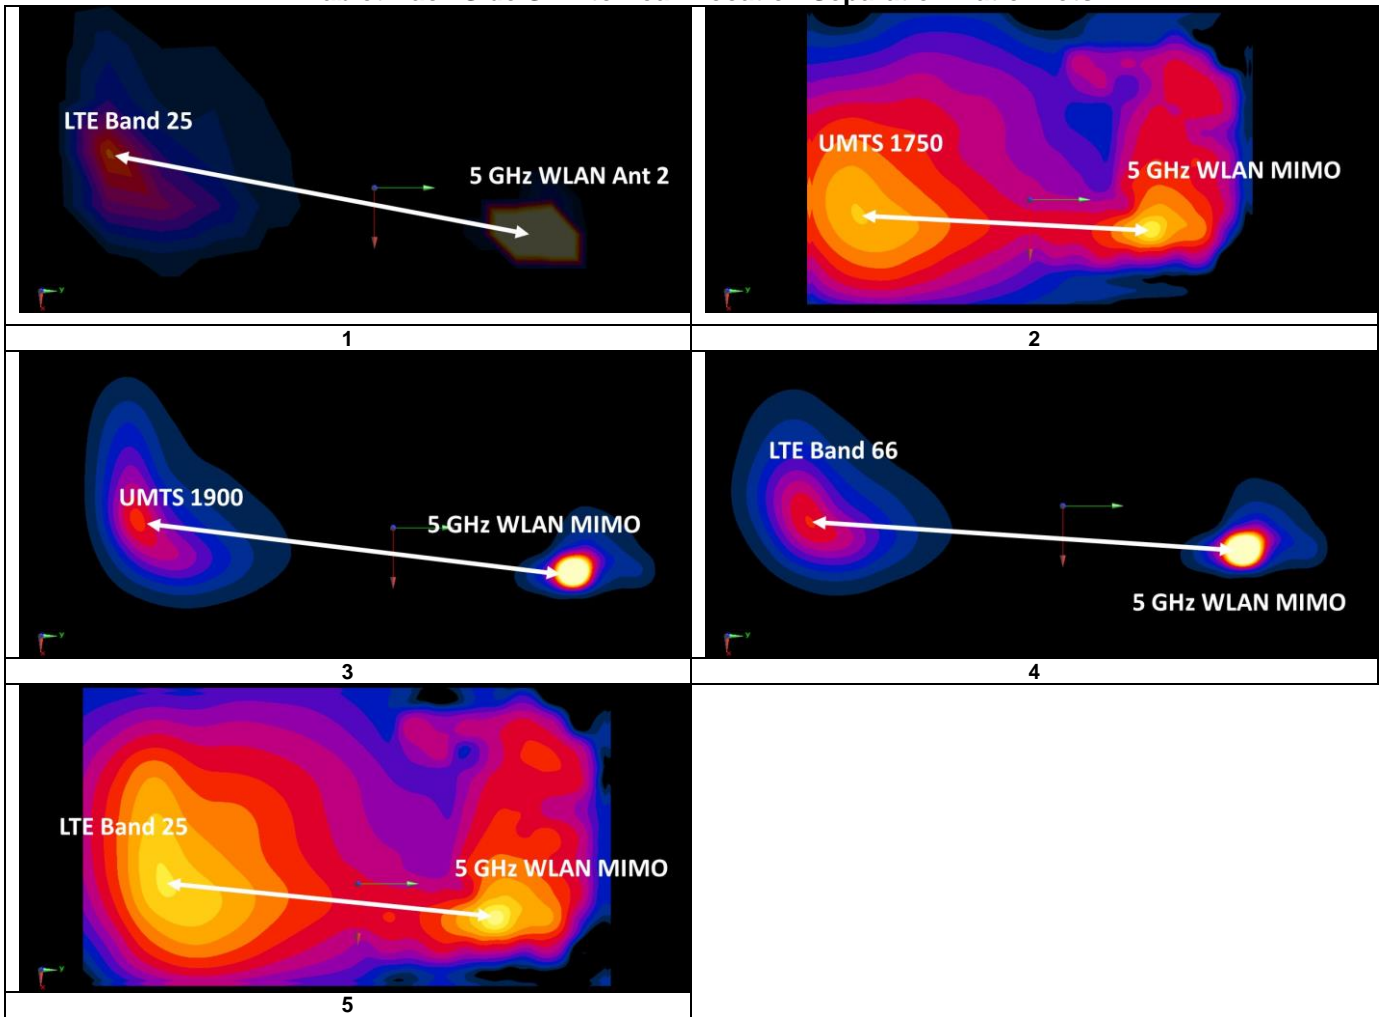 LTE Band 25
5 GHz WLAN Ant 2
UMTS 1750
5 GHz WLAN MIMO
1
2
UMTS 1900
5 GHz WLAN MIMO
LTE Band 66
5 GHz WLAN MIMO
3
4
LTE Band 25
5 GHz WLAN MIMO
5